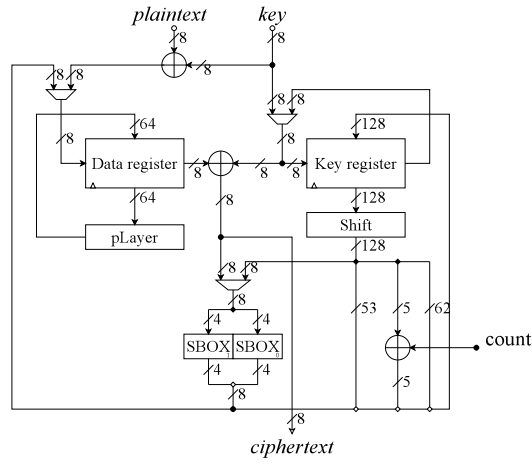 plaintext key
8 8
8 8 8 8 8
64 128
8 8
Data register 8 8 8 Key register
64 8 128
pLayer Shift
128
8 8
8 53 5 62
4 4
SBOX1 SBOX0 count
4 4 5
8
8
ciphertext